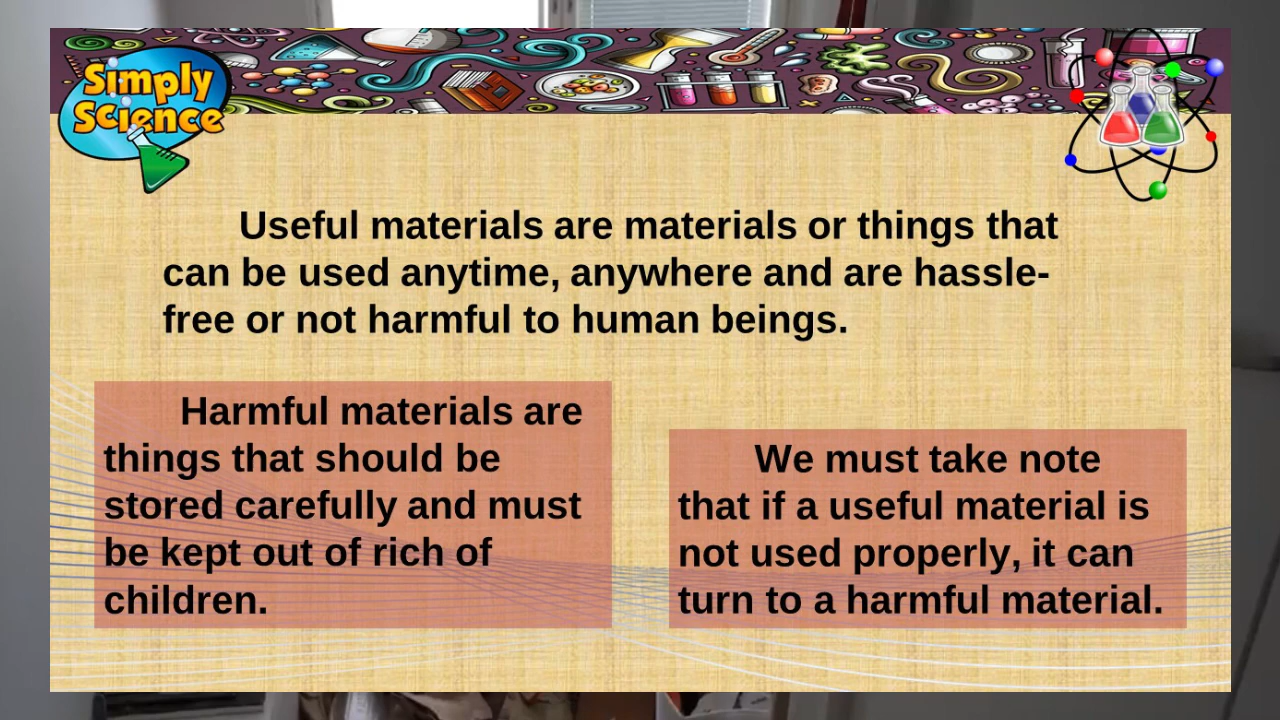 Simply
Science
Useful materials are materials or things that
can be used anytime, anywhere and are hassle-
free or not harmful to human beings.
Harmful materials are
things that should be
stored carefully and must
be kept out of rich of
children.
We must take note
that if a useful material is
not used properly, it can
turn to a harmful material.